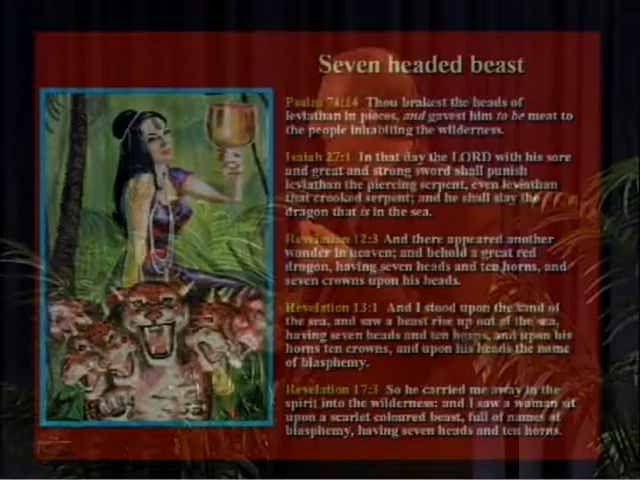 Seven headed beast
Psalm 74:14 Thou brakest the heads of
leviathan in pieces, and gavest him to be meat to
the people inhabiting the wilderness.
Isaiah 27:1 In that day the LORD with his sore
and great and strong sword shall punish
leviathan the piercing serpent, even leviathan
that crooked serpent; and he shall slay the
dragon that is in the sea.
Revelation 12:3 And there appeared another
wonder in heaven; and behold a great red
dragon, having seven heads and ten horns, and
seven crowns upon his heads.
Revelation 13:1 And I stood upon the sand of
the sea, and saw a beast rise up out of the sea,
having seven heads and ten horns, and upon his
horns ten crowns, and upon his heads the name
of blasphemy.
Revelation 17:3 So he carried me away in the
spirit into the wilderness: and I saw a woman sit
upon a scarlet coloured beast, full of names of
blasphemy, having seven heads and ten horns.